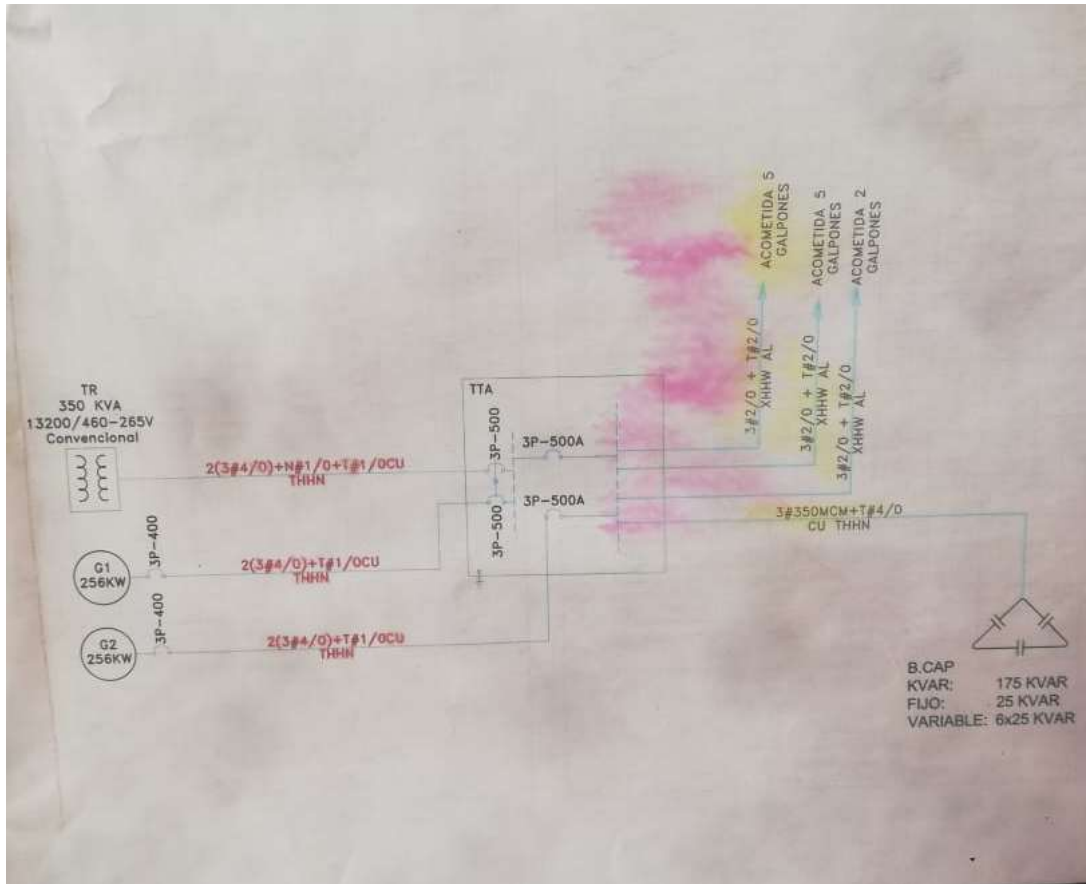 TR
350 KVA
13200/460-265V
Convencional
2(3#4/0)+N#1/0+T#1/0CU
THHN
G1
256KW
3P-400
2(3#4/0)+T#1/0CU
THHN
G2
256KW
3P-400
2(3#4/0)+T#1/0CU
THHN
TTA
3P-500
3P-500
3P-500A
3P-500A
3#2/0 + T#2/0
XHHW AL
ACOMETIDA 5
GALPONES
3#2/0 + T#2/0
XHHW AL
ACOMETIDA 5
GALPONES
3#2/0 + T#2/0
XHHW AL
ACOMETIDA 2
GALPONES
3#350MCM+T#4/0
CU THHN
B.CAP
KVAR: 175 KVAR
FIJO: 25 KVAR
VARIABLE: 6x25 KVAR